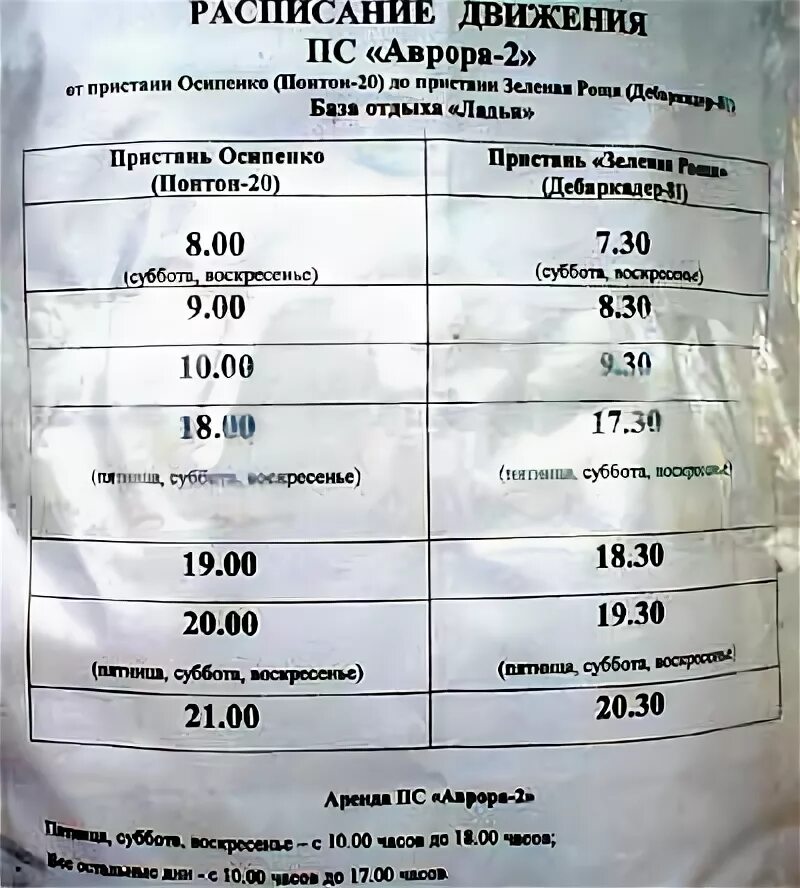 РАСПИСАНИЕ ДВИЖЕНИЯ
ПС «Аврора-2»
от пристани Осипенко (Понтон-20) до пристани Зеленая Роща (Дебаркадер-81)
База отдыха «Ладья»
Пристань Осипенко Пристань «Зеленая Роща»
(Понтон-20) (Дебаркадер-81)
8.00 7.30
(суббота, воскресенье) (суббота, воскресенье)
9.00 8.30
10.00 9.30
18.00 17.30
(пятница, суббота, воскресенье) (пятница, суббота, воскресенье)
19.00 18.30
20.00 19.30
(пятница, суббота, воскресенье) (пятница, суббота, воскресенье)
21.00 20.30
Аренда ПС «Аврора-2»
Пятница, суббота, воскресенье – с 10.00 часов до 18.00 часов;
Все остальные дни - с 10.00 часов до 17.00 часов